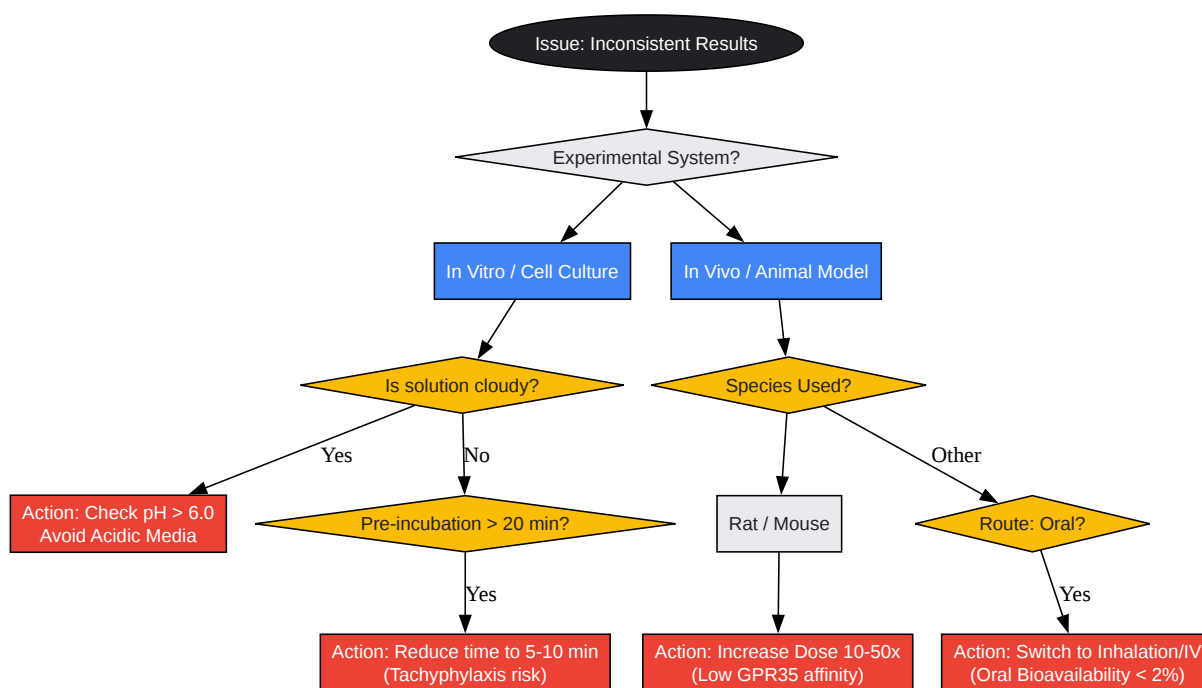 Issue: Inconsistent Results
Experimental System?
In Vitro / Cell Culture
In Vivo / Animal Model
Is solution cloudy?
Species Used?
Yes
No
Other
Action: Check pH > 6.0
Avoid Acidic Media
Pre-incubation > 20 min?
Rat / Mouse
Route: Oral?
Yes
Yes
Action: Reduce time to 5-10 min
(Tachyphylaxis risk)
Action: Increase Dose 10-50x
(Low GPR35 affinity)
Action: Switch to Inhalation/IV
(Oral Bioavailability < 2%)